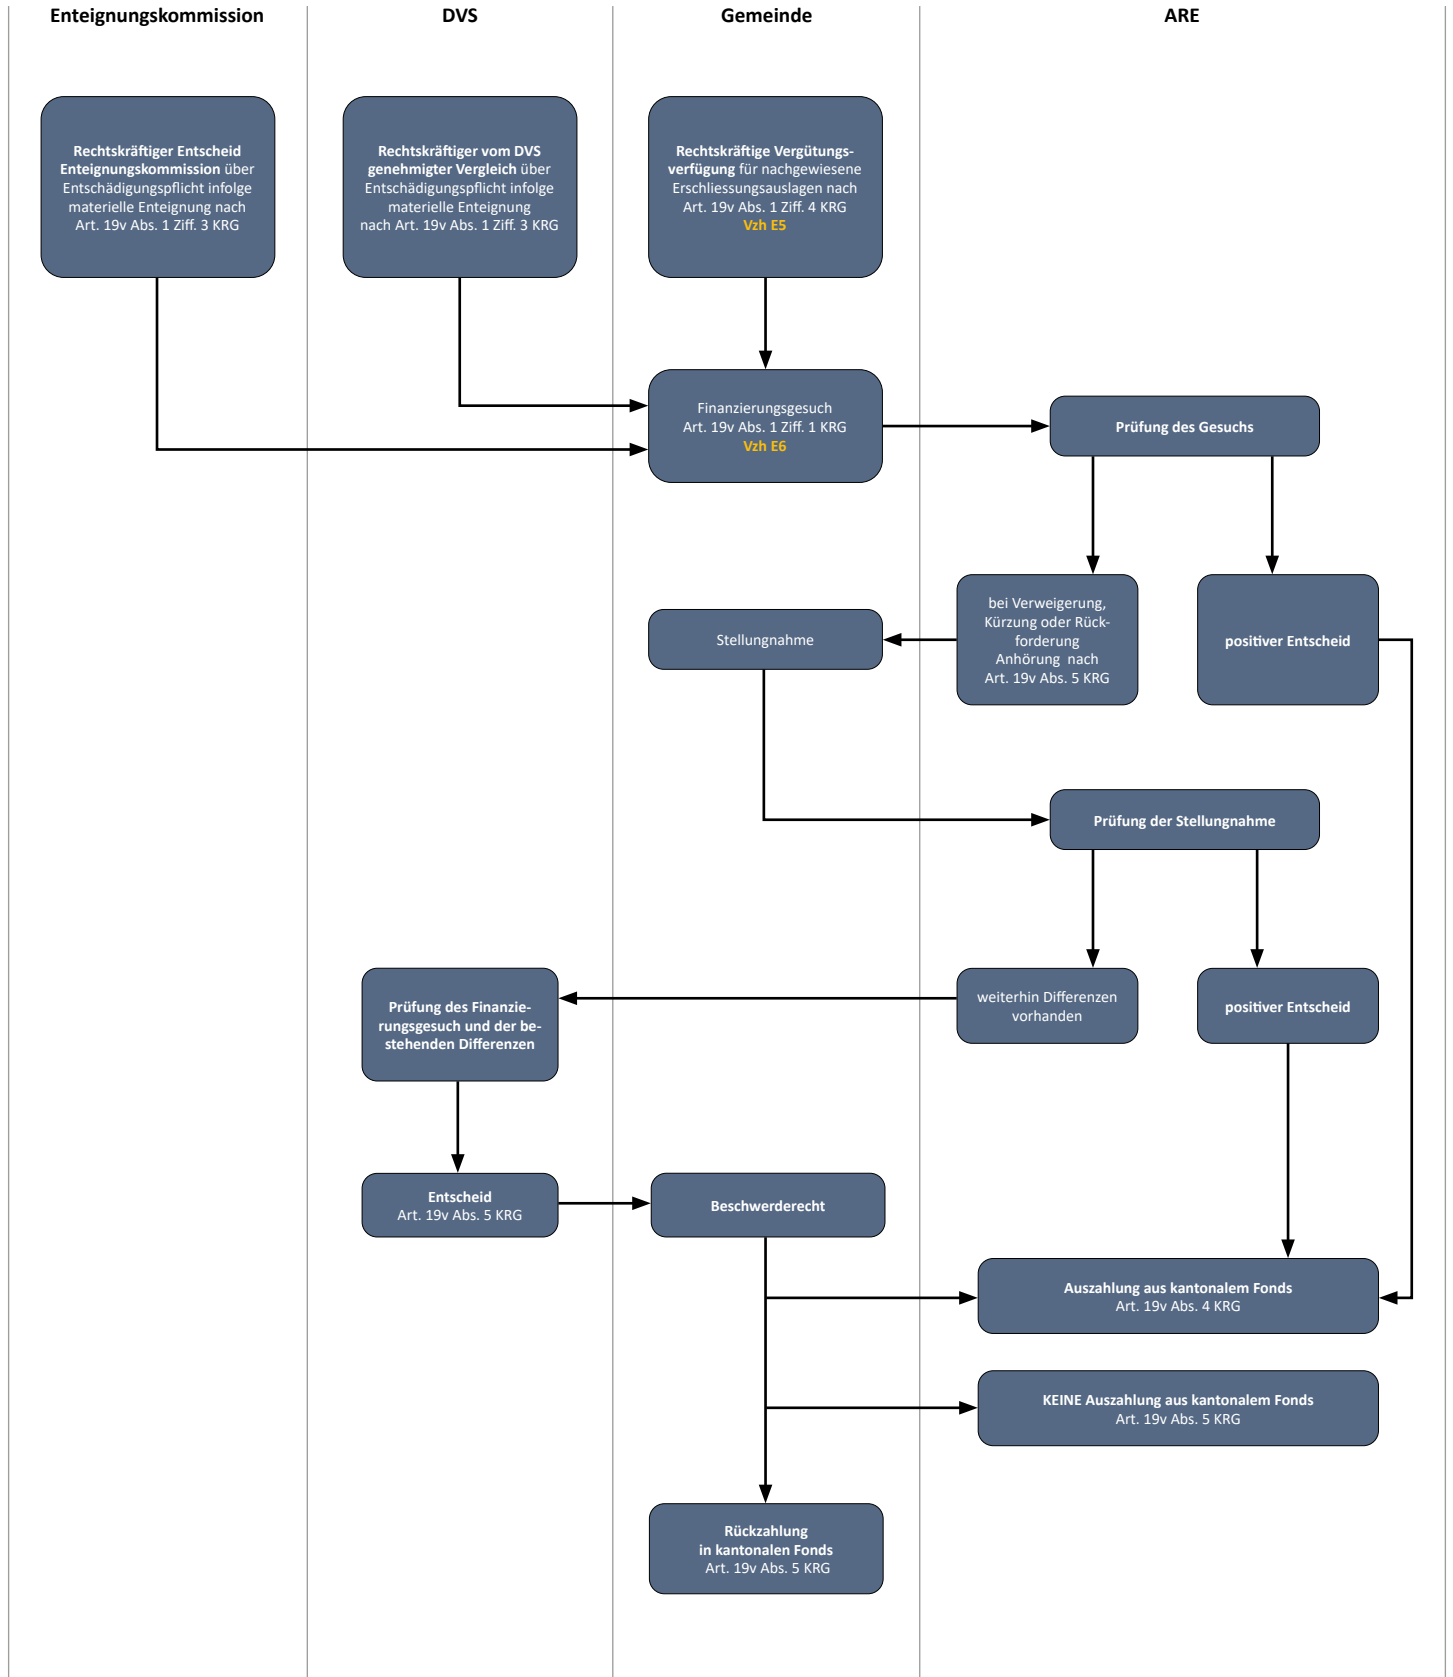 Enteignungskommission
DVS
Gemeinde
ARE
Rechtskräftiger Entscheid
Enteignungskommission über
Entschädigungspflicht infolge
materielle Enteignung nach
Art. 19v Abs. 1 Ziff. 3 KRG
Rechtskräftiger vom DVS
genehmigter Vergleich über
Entschädigungspflicht infolge
materielle Enteignung
nach Art. 19v Abs. 1 Ziff. 3 KRG
Rechtskräftige Vergütungs-
verfügung für nachgewiesene
Erschliessungsauslagen nach
Art. 19v Abs. 1 Ziff. 4 KRG
Vzh E5
Finanzierungsgesuch
Art. 19v Abs. 1 Ziff. 1 KRG
Vzh E6
Prüfung des Gesuchs
Stellungnahme
bei Verweigerung,
Kürzung oder Rück-
forderung
Anhörung  nach
Art. 19v Abs. 5 KRG
positiver Entscheid
Prüfung der Stellungnahme
Prüfung des Finanzie-
rungsgesuch und der be-
stehenden Differenzen
weiterhin Differenzen
vorhanden
positiver Entscheid
Entscheid
Art. 19v Abs. 5 KRG
Beschwerderecht
Auszahlung aus kantonalem Fonds
Art. 19v Abs. 4 KRG
KEINE Auszahlung aus kantonalem Fonds
Art. 19v Abs. 5 KRG
Rückzahlung
in kantonalen Fonds
Art. 19v Abs. 5 KRG